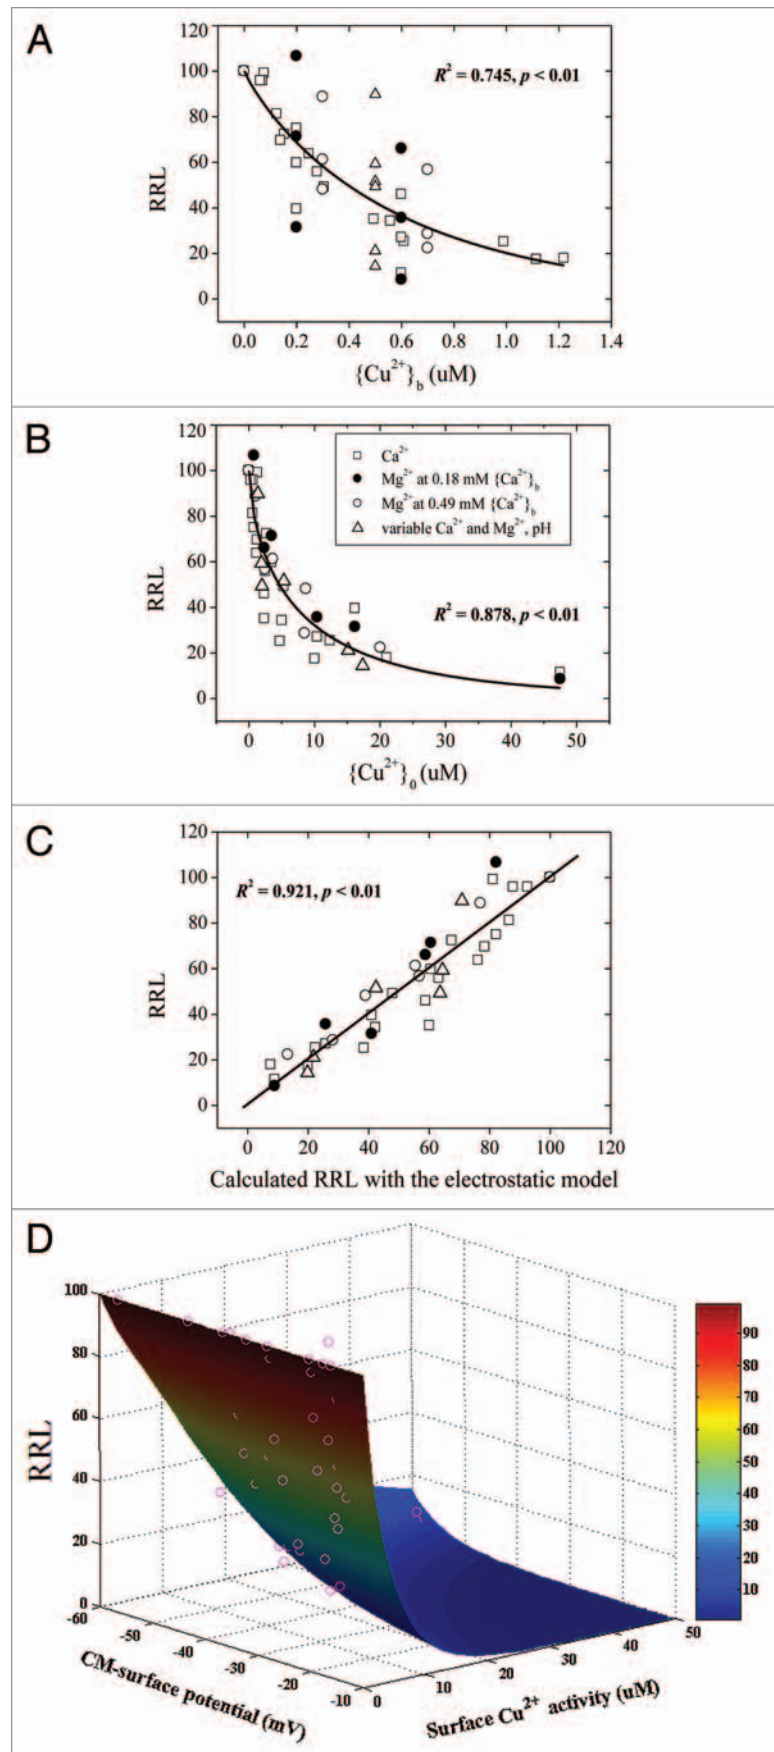 A
120
100
80
60
40
20
0
RRL
R² = 0.745, p < 0.01
0.0 0.2 0.4 0.6 0.8 1.0 1.2 1.4
{Cu²⁺}b (uM)
B
120
100
80
60
40
20
0
RRL
Ca²⁺
Mg²⁺ at 0.18 mM {Ca²⁺}b
Mg²⁺ at 0.49 mM {Ca²⁺}b
variable Ca²⁺ and Mg²⁺, pH
R² = 0.878, p < 0.01
0 10 20 30 40 50
{Cu²⁺}0 (uM)
C
120
100
80
60
40
20
0
RRL
R² = 0.921, p < 0.01
0 20 40 60 80 100 120
Calculated RRL with the electrostatic model
D
100
80
60
40
20
0
RRL
-60 -50 -40 -30 -20 -10
CM-surface potential (mV)
0 10 20 30 40 50
Surface Cu²⁺ activity (uM)
90
80
70
60
50
40
30
20
10